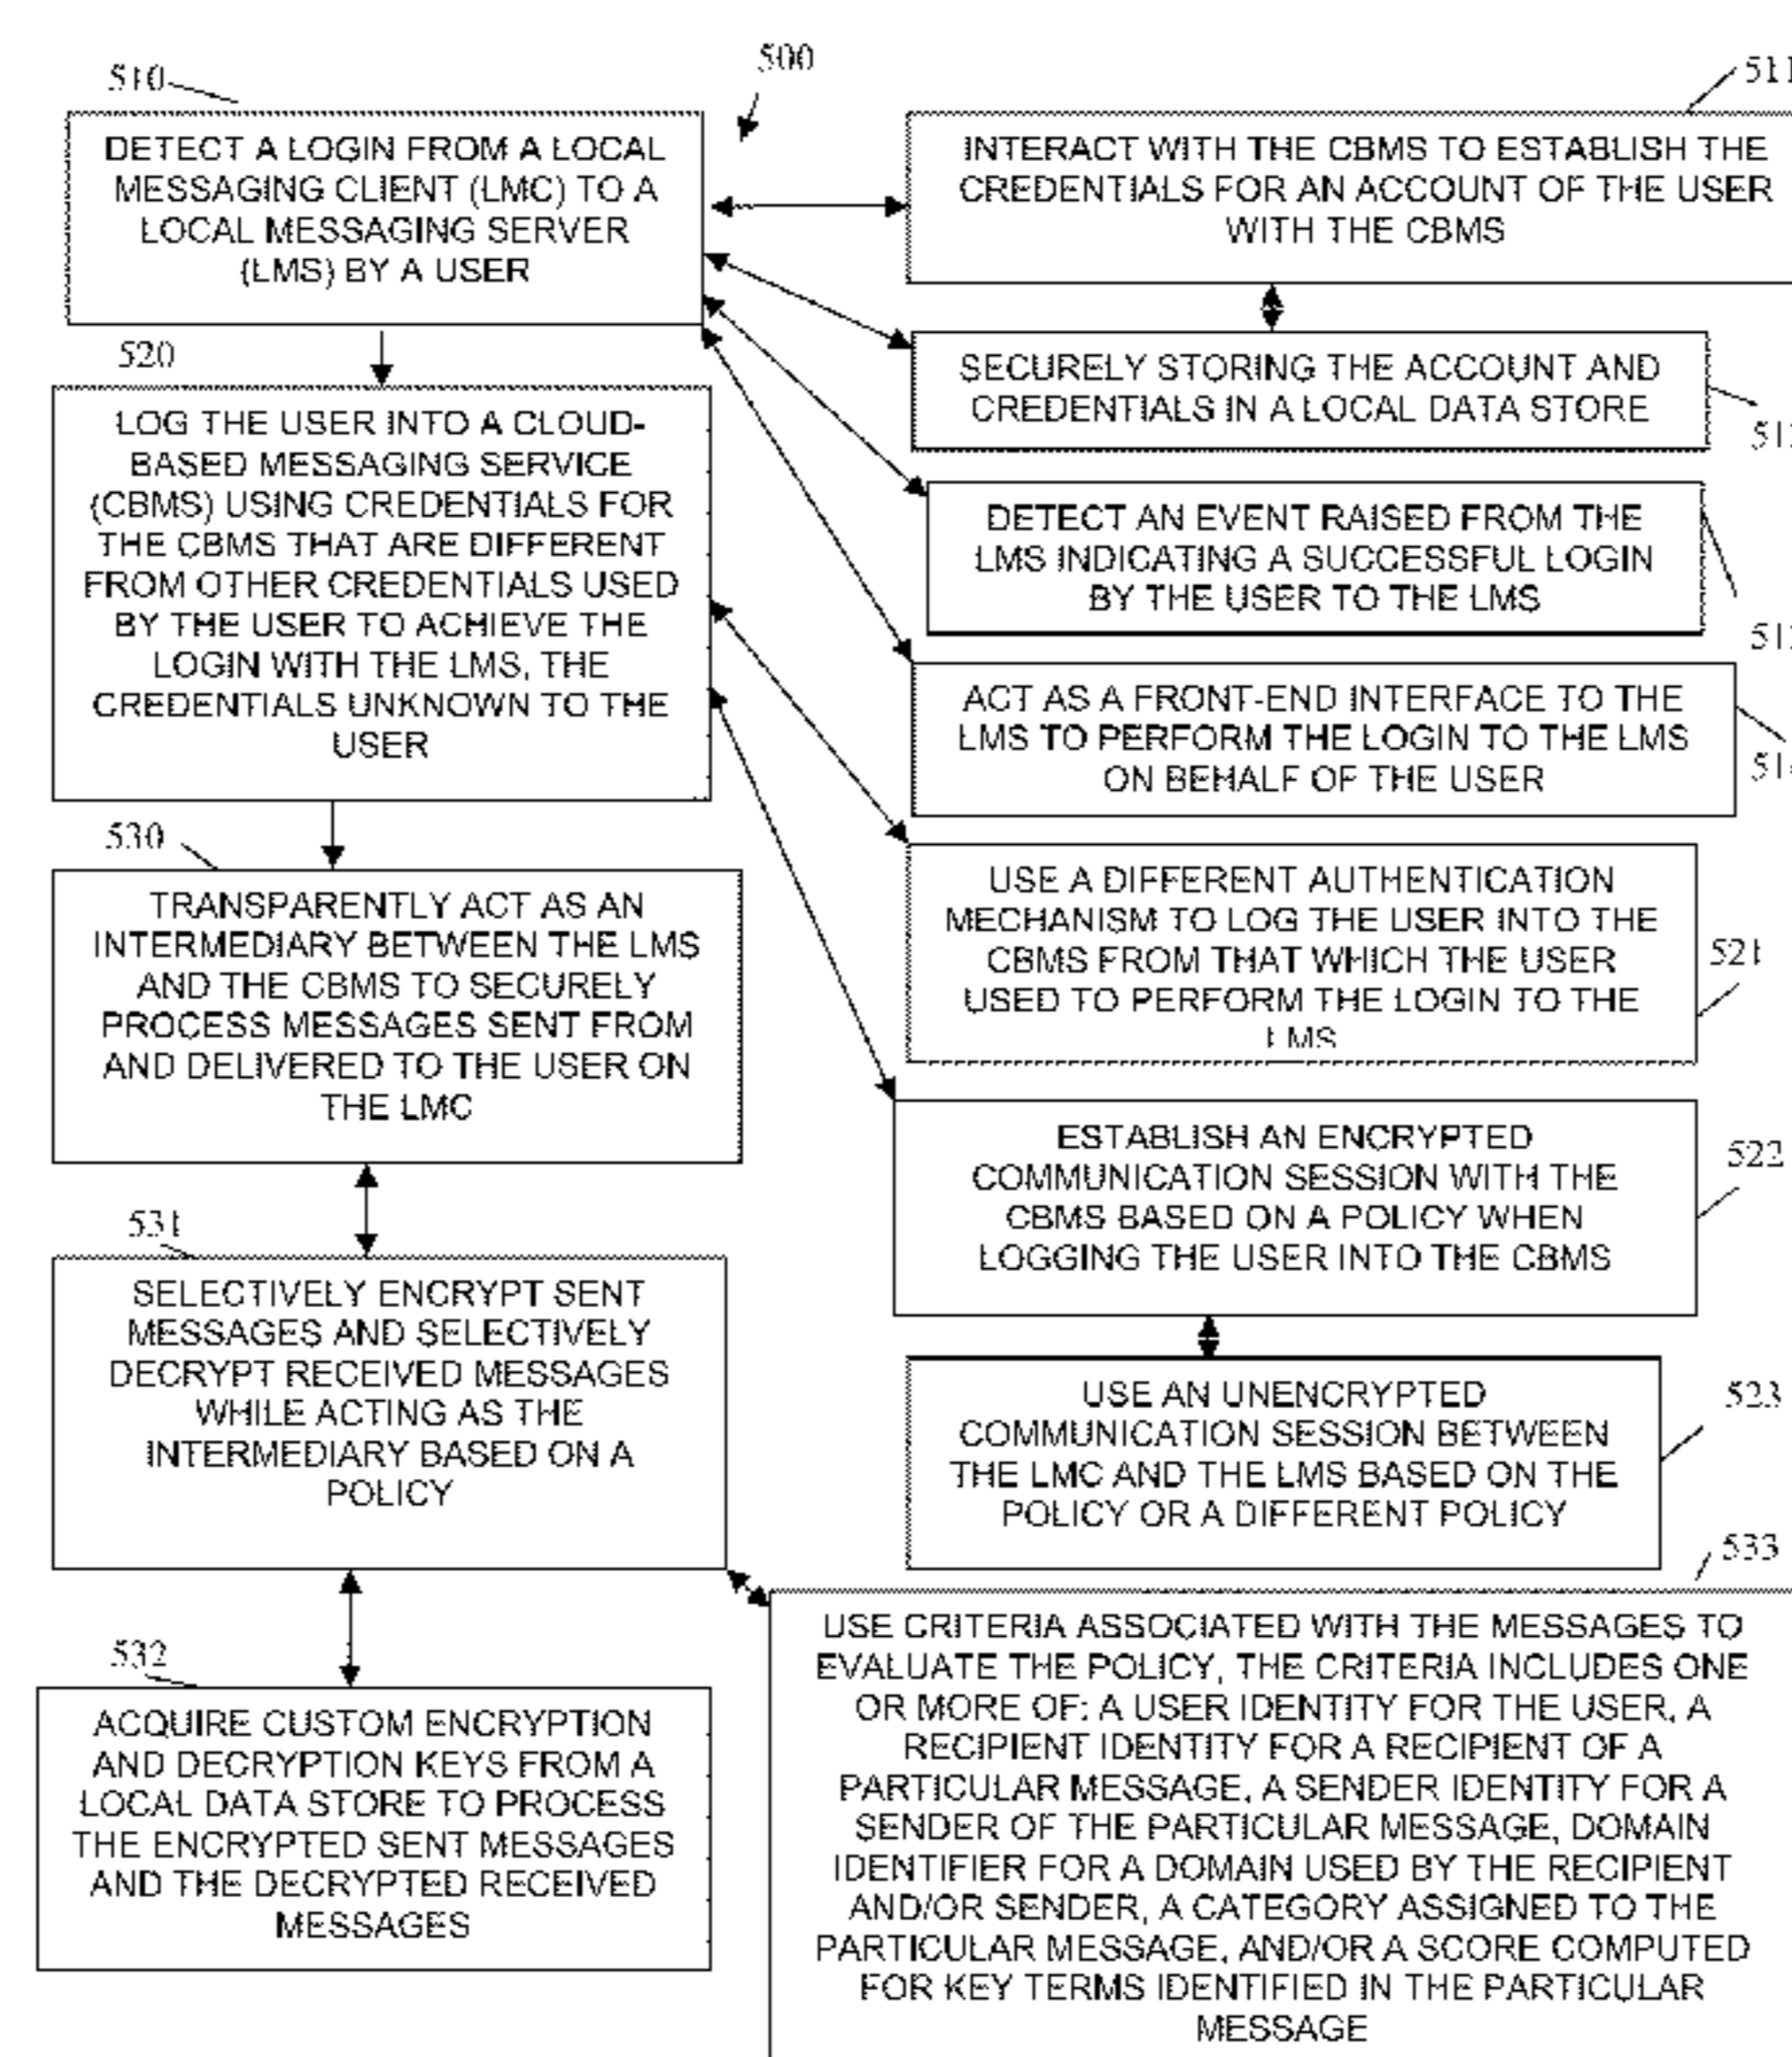 500
510
DETECT A LOGIN FROM A LOCAL
MESSAGING CLIENT (LMC) TO A
LOCAL MESSAGING SERVER
(LMS) BY A USER
511
INTERACT WITH THE CBMS TO ESTABLISH THE
CREDENTIALS FOR AN ACCOUNT OF THE USER
WITH THE CBMS
SECURELY STORING THE ACCOUNT AND
CREDENTIALS IN A LOCAL DATA STORE
DETECT AN EVENT RAISED FROM THE
LMS INDICATING A SUCCESSFUL LOGIN
BY THE USER TO THE LMS
ACT AS A FRONT-END INTERFACE TO THE
LMS TO PERFORM THE LOGIN TO THE LMS
ON BEHALF OF THE USER
520
LOG THE USER INTO A CLOUD-
BASED MESSAGING SERVICE
(CBMS) USING CREDENTIALS FOR
THE CBMS THAT ARE DIFFERENT
FROM OTHER CREDENTIALS USED
BY THE USER TO ACHIEVE THE
LOGIN WITH THE LMS, THE
CREDENTIALS UNKNOWN TO THE
USER
USE A DIFFERENT AUTHENTICATION
MECHANISM TO LOG THE USER INTO THE
CBMS FROM THAT WHICH THE USER
USED TO PERFORM THE LOGIN TO THE
LMS
521
ESTABLISH AN ENCRYPTED
COMMUNICATION SESSION WITH THE
CBMS BASED ON A POLICY WHEN
LOGGING THE USER INTO THE CBMS
522
USE AN UNENCRYPTED
COMMUNICATION SESSION BETWEEN
THE LMC AND THE LMS BASED ON THE
POLICY OR A DIFFERENT POLICY
523
530
TRANSPARENTLY ACT AS AN
INTERMEDIARY BETWEEN THE LMS
AND THE CBMS TO SECURELY
PROCESS MESSAGES SENT FROM
AND DELIVERED TO THE USER ON
THE LMC
531
SELECTIVELY ENCRYPT SENT
MESSAGES AND SELECTIVELY
DECRYPT RECEIVED MESSAGES
WHILE ACTING AS THE
INTERMEDIARY BASED ON A
POLICY
532
ACQUIRE CUSTOM ENCRYPTION
AND DECRYPTION KEYS FROM A
LOCAL DATA STORE TO PROCESS
THE ENCRYPTED SENT MESSAGES
AND THE DECRYPTED RECEIVED
MESSAGES
533
USE CRITERIA ASSOCIATED WITH THE MESSAGES TO
EVALUATE THE POLICY, THE CRITERIA INCLUDES ONE
OR MORE OF: A USER IDENTITY FOR THE USER, A
RECIPIENT IDENTITY FOR A RECIPIENT OF A
PARTICULAR MESSAGE, A SENDER IDENTITY FOR A
SENDER OF THE PARTICULAR MESSAGE, DOMAIN
IDENTIFIER FOR A DOMAIN USED BY THE RECIPIENT
AND/OR SENDER, A CATEGORY ASSIGNED TO THE
PARTICULAR MESSAGE, AND/OR A SCORE COMPUTED
FOR KEY TERMS IDENTIFIED IN THE PARTICULAR
MESSAGE